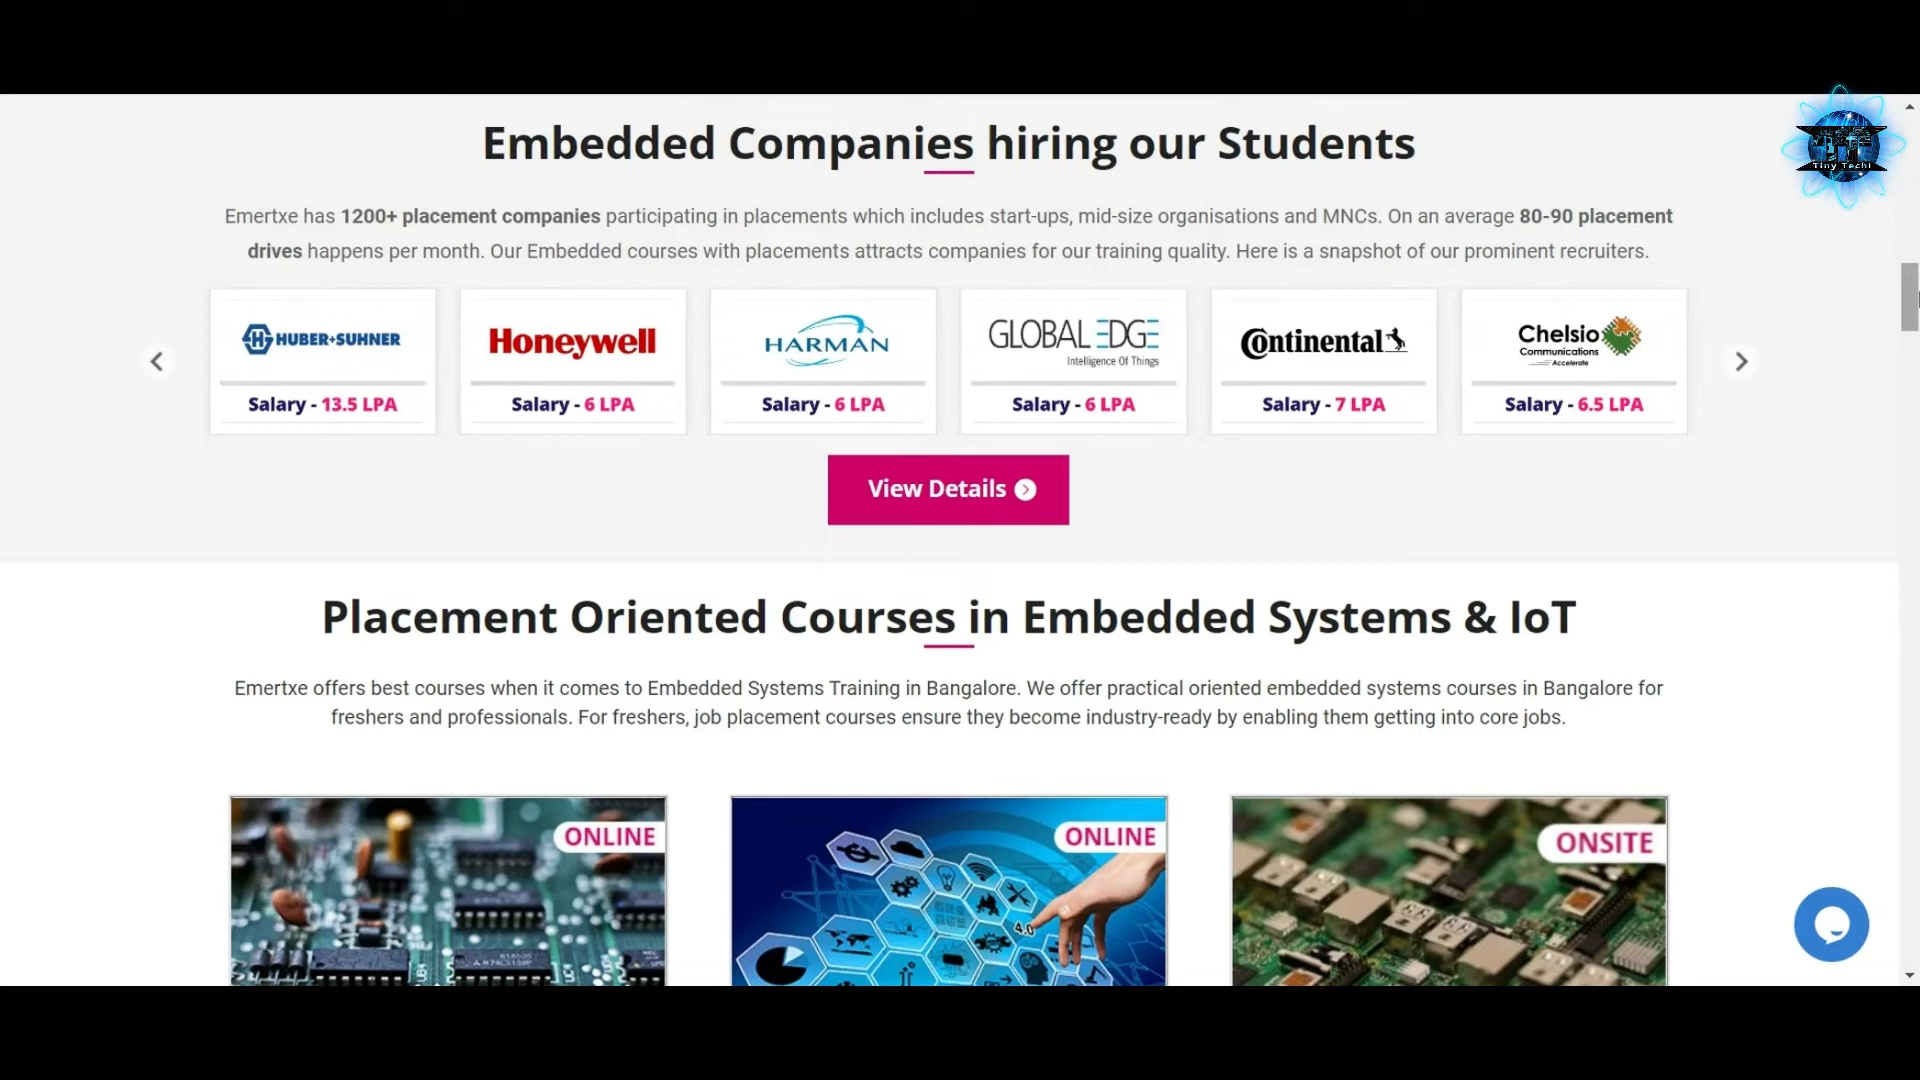 Embedded Companies hiring our Students
Tiny Tech!
Emertxe has 1200+ placement companies participating in placements which includes start-ups, mid-size organisations and MNCs. On an average 80-90 placement
drives happens per month. Our Embedded courses with placements attracts companies for our training quality. Here is a snapshot of our prominent recruiters.
HUBER+SUHNER
Honeywell
HARMAN
GLOBAL EDGE
Intelligence Of Things
Continental
Chelsio
Communications
Accelerate
Salary - 13.5 LPA
Salary - 6 LPA
Salary - 6 LPA
Salary - 6 LPA
Salary - 7 LPA
Salary - 6.5 LPA
View Details
Placement Oriented Courses in Embedded Systems & IoT
Emertxe offers best courses when it comes to Embedded Systems Training in Bangalore. We offer practical oriented embedded systems courses in Bangalore for
freshers and professionals. For freshers, job placement courses ensure they become industry-ready by enabling them getting into core jobs.
ONLINE
ONLINE
ONSITE
4.0